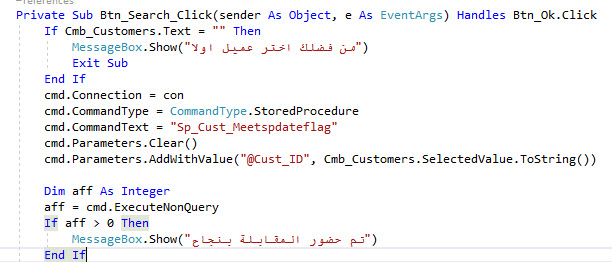 references
Private Sub Btn_Search_Click(sender As Object, e As EventArgs) Handles Btn_Ok.Click
If Cmb_Customers.Text = "" Then
MessageBox.Show("من فضلك اختر عميل اولا")
Exit Sub
End If
cmd.Connection = con
cmd.CommandType = CommandType.StoredProcedure
cmd.CommandText = "Sp_Cust_Meetspdateflag"
cmd.Parameters.Clear()
cmd.Parameters.AddWithValue("@Cust_ID", Cmb_Customers.SelectedValue.ToString())
Dim aff As Integer
aff = cmd.ExecuteNonQuery
If aff > 0 Then
MessageBox.Show("تم حضور المقابلة بنجاح")
End If